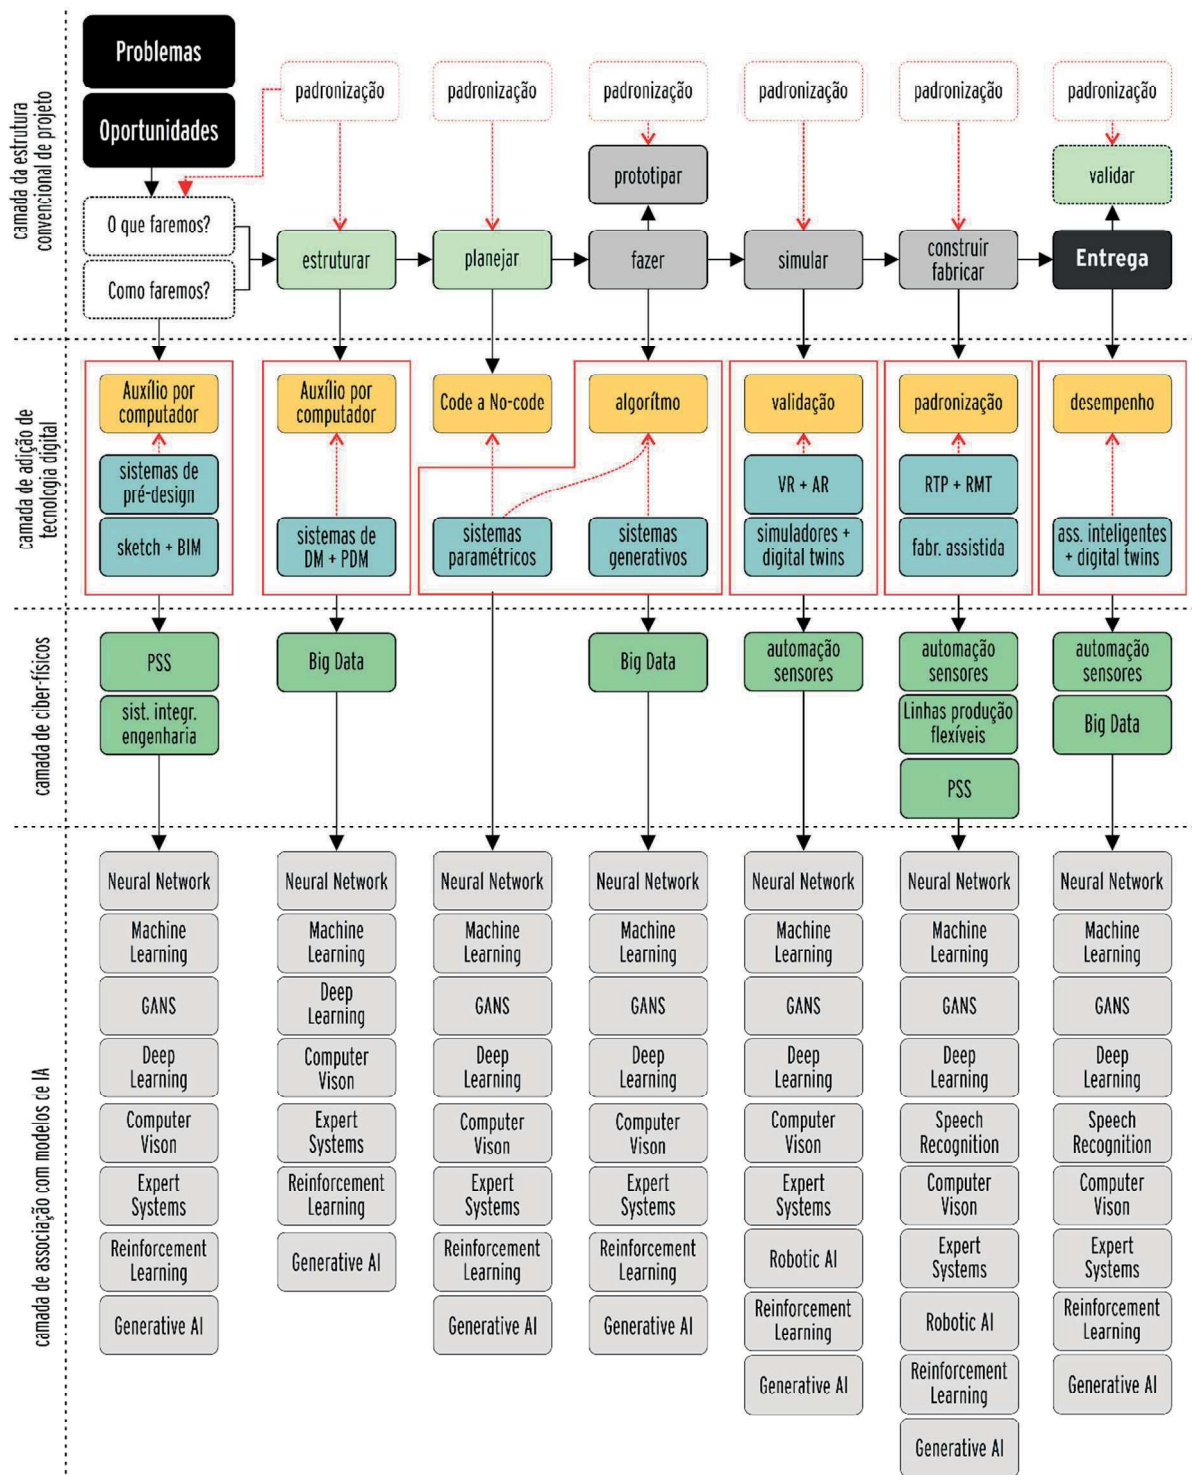 camada da estrutura
convencional de projeto
Problemas
Oportunidades
padronização
padronização
padronização
padronização
padronização
padronização
prototipar
validar
O que faremos?
Como faremos?
estruturar
planejar
fazer
simular
construir
fabricar
Entrega
camada de adição de
tecnologia digital
Auxílio por
computador
Auxílio por
computador
Code a No-code
algorítmo
validação
padronização
desempenho
sistemas de
pré-design
VR + AR
RTP + RMT
sketch + BIM
sistemas de
DM + PDM
sistemas
paramétricos
sistemas
generativos
simuladores +
digital twins
fabr. assistida
ass. inteligentes
+ digital twins
camada de ciber-físicos
PSS
Big Data
Big Data
automação
sensores
automação
sensores
automação
sensores
sist. integr.
engenharia
Linhas produção
flexíveis
Big Data
PSS
camada de associação com modelos de IA
Neural Network
Machine
Learning
GANS
Deep
Learning
Computer
Vison
Expert
Systems
Reinforcement
Learning
Generative AI
Neural Network
Machine
Learning
Deep
Learning
Computer
Vison
Expert
Systems
Reinforcement
Learning
Generative AI
Neural Network
Machine
Learning
GANS
Deep
Learning
Computer
Vison
Expert
Systems
Reinforcement
Learning
Generative AI
Neural Network
Machine
Learning
GANS
Deep
Learning
Computer
Vison
Expert
Systems
Reinforcement
Learning
Generative AI
Neural Network
Machine
Learning
GANS
Deep
Learning
Computer
Vison
Expert
Systems
Robotic AI
Reinforcement
Learning
Generative AI
Neural Network
Machine
Learning
GANS
Deep
Learning
Speech
Recognition
Computer
Vison
Expert
Systems
Robotic AI
Reinforcement
Learning
Generative AI
Neural Network
Machine
Learning
GANS
Deep
Learning
Speech
Recognition
Computer
Vison
Expert
Systems
Reinforcement
Learning
Generative AI